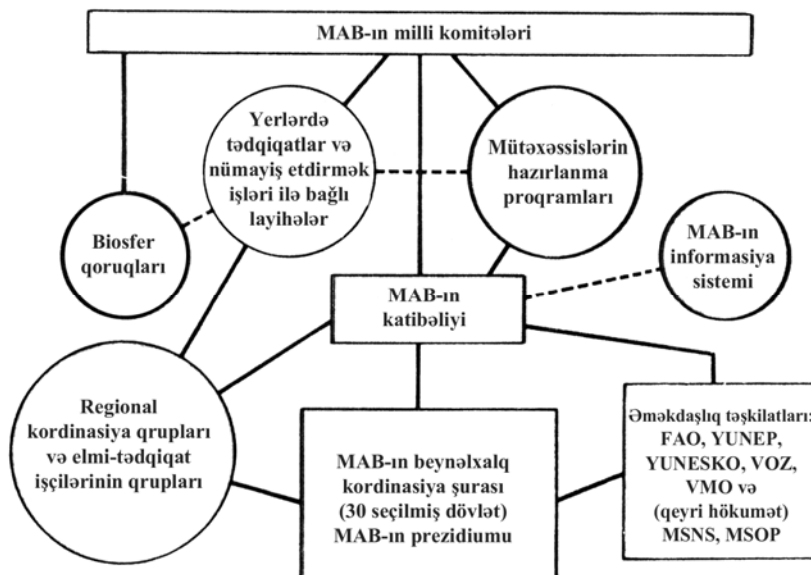 MAB-ın milli komitələri
Yerlərdə
tədqiqatlar və
nümayiş etdirmək
işləri ilə bağlı
layihələr
Mütəxəssislərin
hazırlanma
proqramları
Biosfer
qoruqları
MAB-ın
informasiya
sistemi
MAB-ın
katibəliyi
Regional
kordinasiya qrupları
və elmi-tədqiqat
işçilərinin qrupları
MAB-ın beynəlxalq
kordinasiya şurası
(30 seçilmiş dövlət)
MAB-ın prezidiumu
Əməkdaşlıq təşkilatları:
FAO, YUNEP,
YUNESKO, VOZ,
VMO və
(qeyri hökumət)
MSNS, MSOP